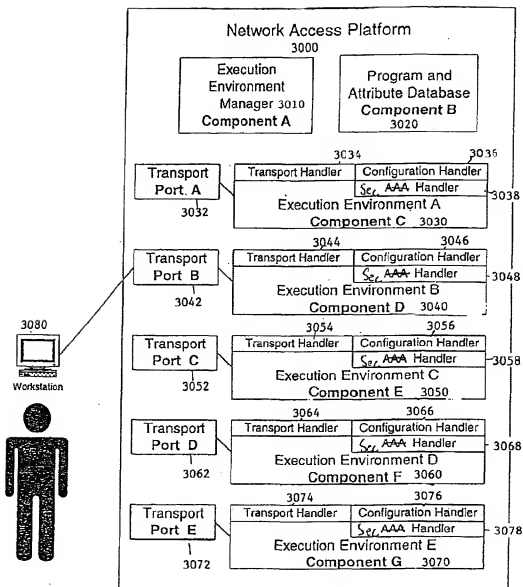 Network Access Platform
3000
Execution
Environment
Manager 3010
Component A
Program and
Attribute Database
Component B
3020
3034
3036
Transport
Port. A
3032
Transport Handler
Configuration Handler
Sec AAA Handler
3038
Execution Environment A
Component C 3030
3044
3046
Transport
Port B
3042
Transport Handler
Configuration Handler
Sec AAA Handler
3048
Execution Environment B
Component D 3040
3054
3056
Transport
Port C
3052
Transport Handler
Configuration Handler
Sec AAA Handler
3058
Execution Environment C
Component E 3050
3080
Workstation
3064
3066
Transport
Port D
3062
Transport Handler
Configuration Handler
Sec AAA Handler
3068
Execution Environment D
Component F 3060
3074
3076
Transport
Port E
3072
Transport Handler
Configuration Handler
Sec AAA Handler
3078
Execution Environment E
Component G 3070